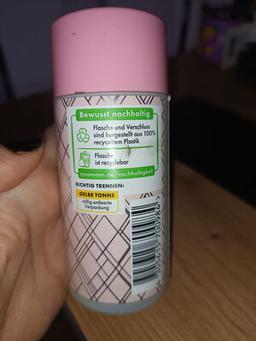 Bewusst nachhaltig
Flasche und Verschluss
sind hergestellt aus 100%
recyceltem Plastik
Flasche
ist recyclebar
rossmann.de/nachhaltigkeit
RICHTIG TRENNEN:
GELBE TONNE
völlig entleerte
Verpackung